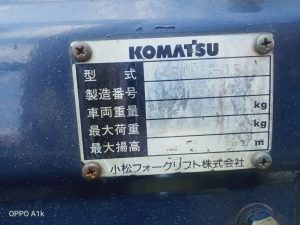 KOMATSU
型 式
製造番号
車両重量 kg
最大荷重 kg
最大揚高 m
小松フォークリフト株式会社
OPPO A1k